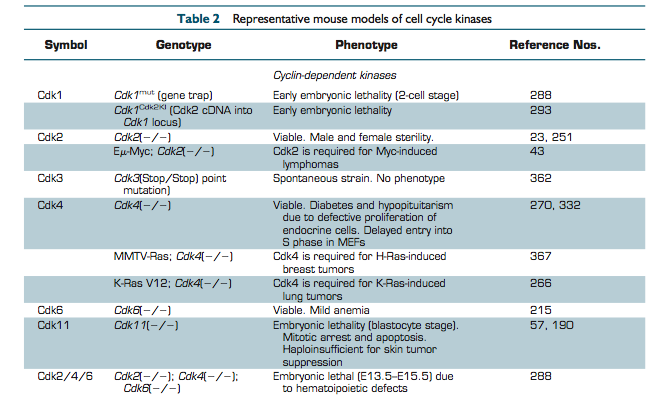 Table 2 Representative mouse models of cell cycle kinases
Symbol Genotype Phenotype Reference Nos.
Cyclin-dependent kinases
Cdk1 Cdk1mut (gene trap) Early embryonic lethality (2-cell stage) 288
Cdk1Cdk2KI (Cdk2 cDNA into Early embryonic lethality 293
Cdk1 locus)
Cdk2 Cdk2(−/−) Viable. Male and female sterility. 23, 251
Eμ-Myc; Cdk2(−/−) Cdk2 is required for Myc-induced 43
lymphomas
Cdk3 Cdk3(Stop/Stop) point Spontaneous strain. No phenotype 362
mutation)
Cdk4 Cdk4(−/−) Viable. Diabetes and hypopituitarism 270, 332
due to defective proliferation of
endocrine cells. Delayed entry into
S phase in MEFs
MMTV-Ras; Cdk4(−/−) Cdk4 is required for H-Ras-induced 367
breast tumors
K-Ras V12; Cdk4(−/−) Cdk4 is required for K-Ras-induced 266
lung tumors
Cdk6 Cdk6(−/−) Viable. Mild anemia 215
Cdk11 Cdk11(−/−) Embryonic lethality (blastocyte stage). 57, 190
Mitotic arrest and apoptosis.
Haploinsufficient for skin tumor
suppression
Cdk2/4/6 Cdk2(−/−); Cdk4(−/−); Embryonic lethal (E13.5–E15.5) due 288
Cdk6(−/−) to hematopoietic defects